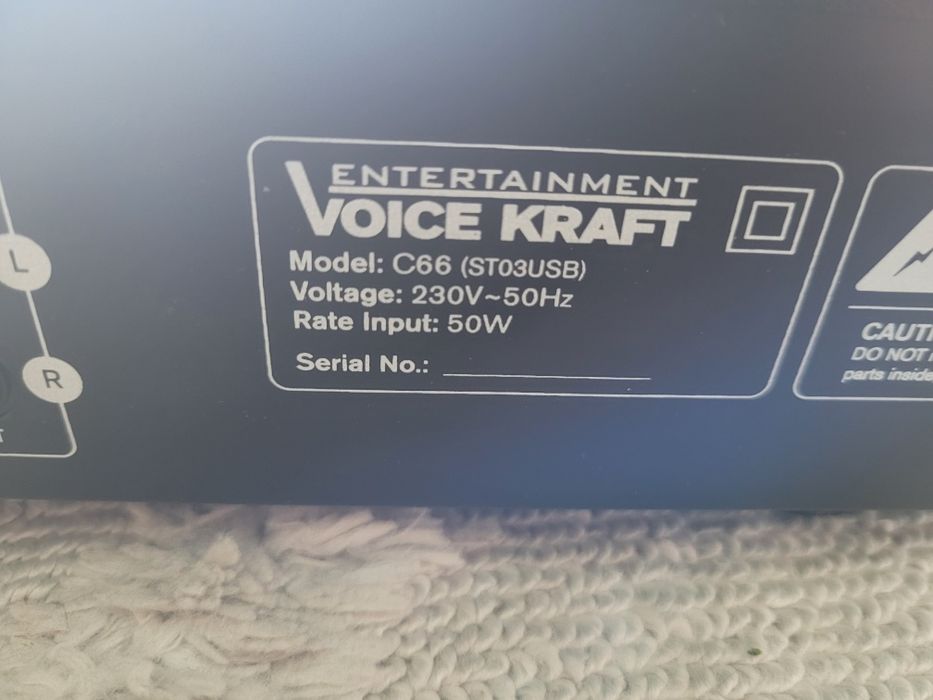 ENTERTAINMENT
VOICE KRAFT
Model: C66 (ST03USB)
Voltage: 230V~50Hz
Rate Input: 50W
Serial No.:
L
R
T
CAUTI
DO NOT
parts inside